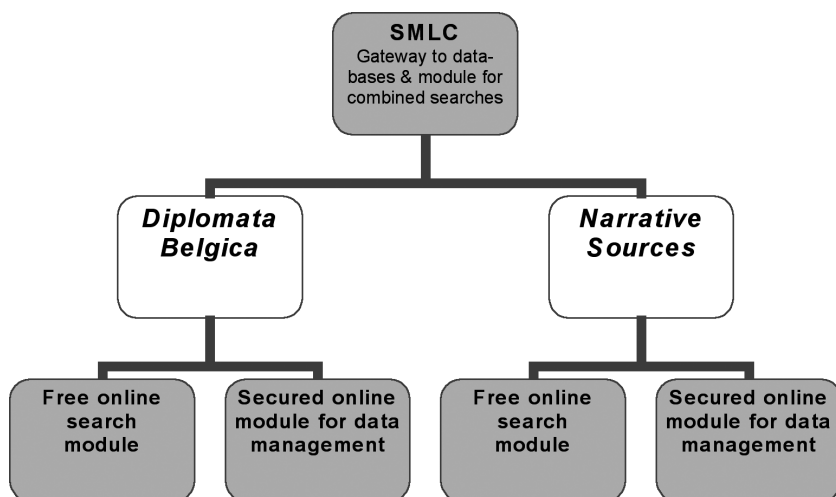 SMLC
Gateway to data-
bases & module for
combined searches
Diplomata
Belgica
Narrative
Sources
Free online
search
module
Secured online
module for data
management
Free online
search
module
Secured online
module for data
management